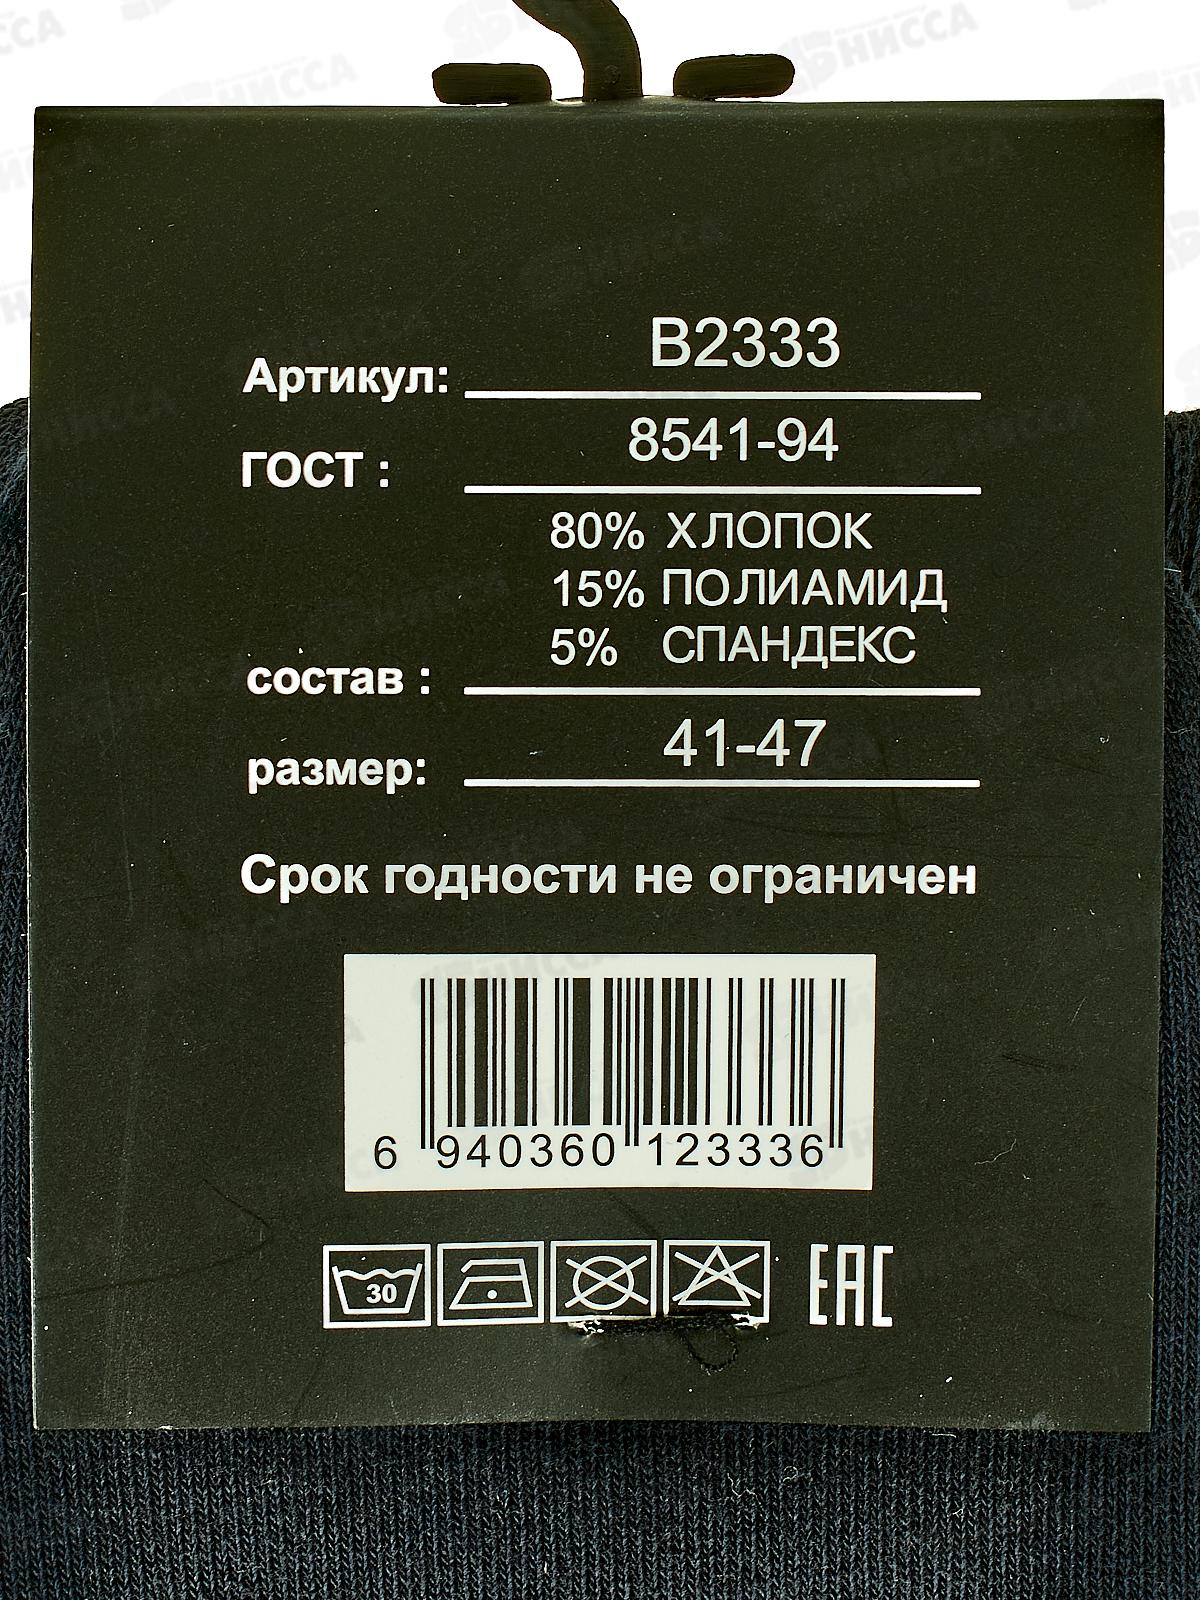 Артикул: B2333
ГОСТ : 8541-94
80% ХЛОПОК
15% ПОЛИАМИД
5% СПАНДЕКС
состав :
размер: 41-47
Срок годности не ограничен
6 940360 123336
30
EAC